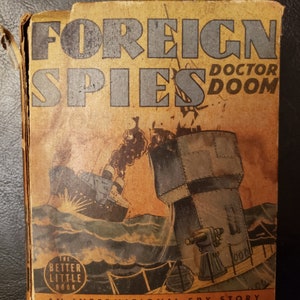 FOREIGN
SPIES
DOCTOR
DOOM
THE
BETTER
LITTLE
BOOK